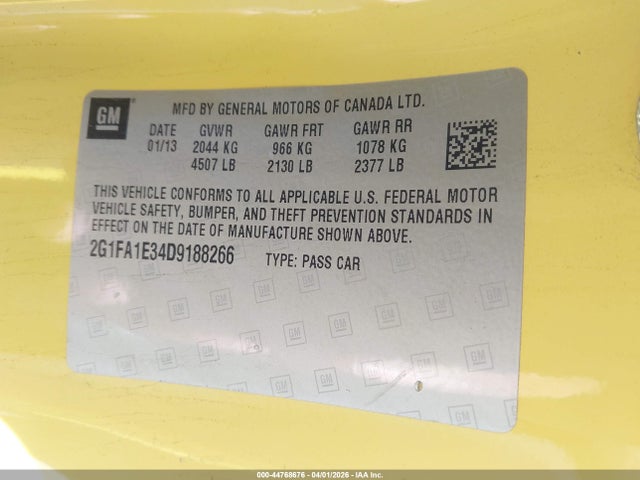 GM
MFD BY GENERAL MOTORS OF CANADA LTD.
DATE GVWR GAWR FRT GAWR RR
01/13 2044 KG 966 KG 1078 KG
4507 LB 2130 LB 2377 LB
THIS VEHICLE CONFORMS TO ALL APPLICABLE U.S. FEDERAL MOTOR
VEHICLE SAFETY, BUMPER, AND THEFT PREVENTION STANDARDS IN
EFFECT ON THE DATE OF MANUFACTURE SHOWN ABOVE.
2G1FA1E34D9188266 TYPE: PASS CAR
000-44768676 / 04/01/2026 / IAA Inc.